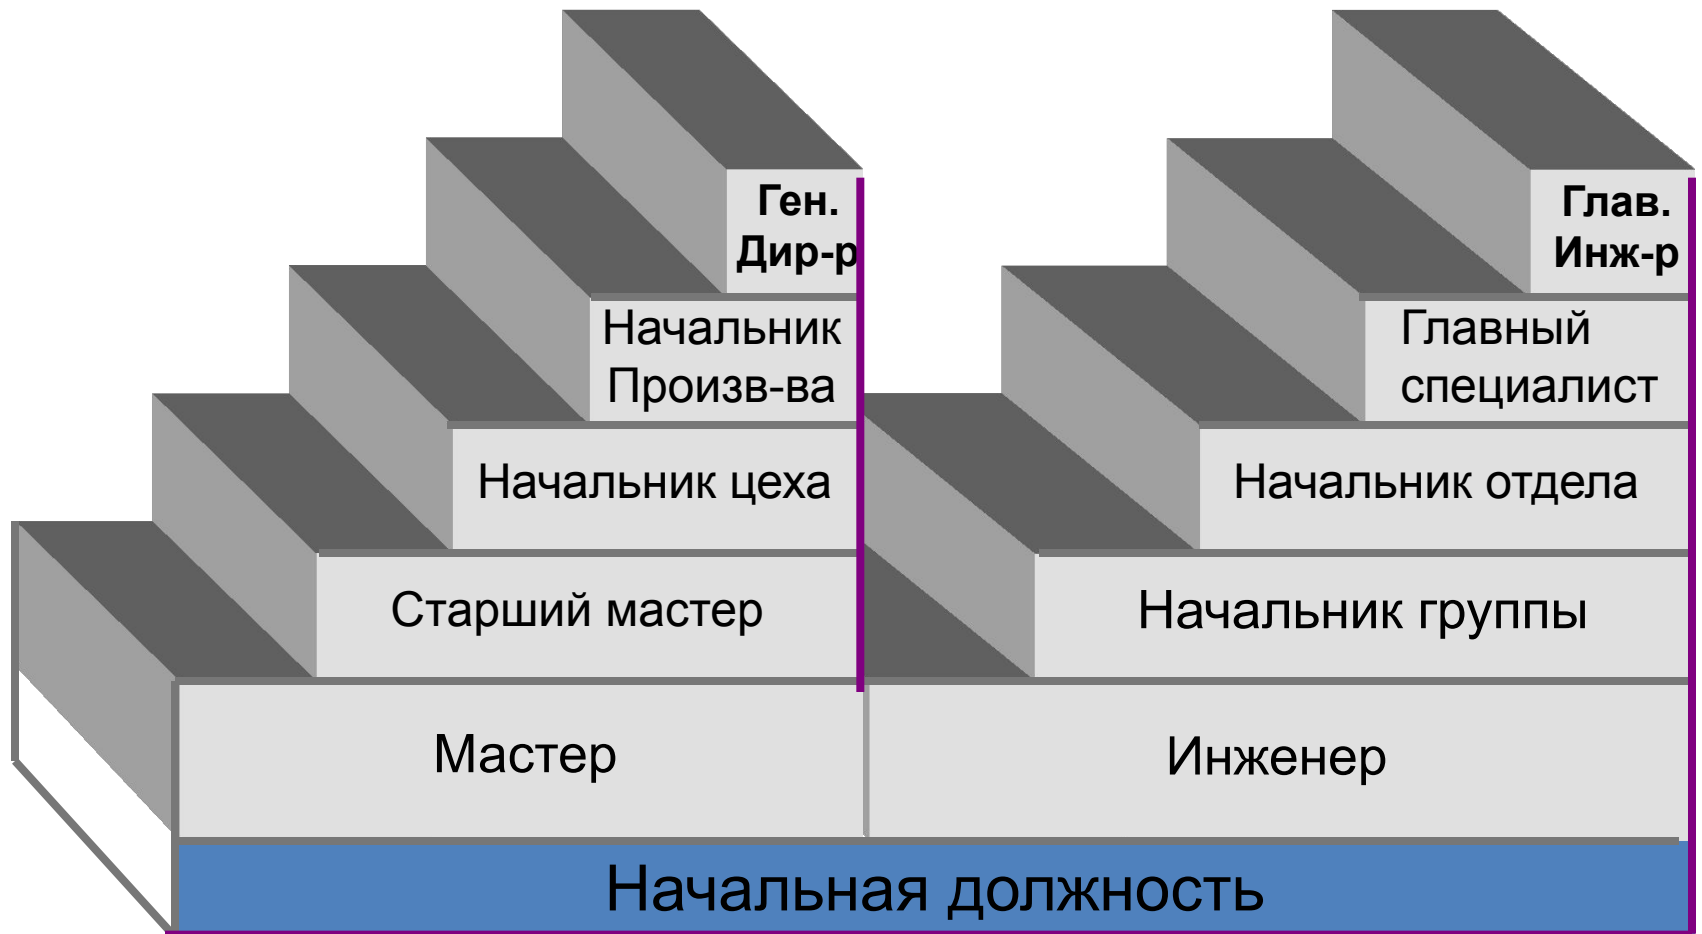 Ген.
Дир-р
Начальник
Произв-ва
Начальник цеха
Старший мастер
Мастер
Глав.
Инж-р
Главный
специалист
Начальник отдела
Начальник группы
Инженер
Начальная должность